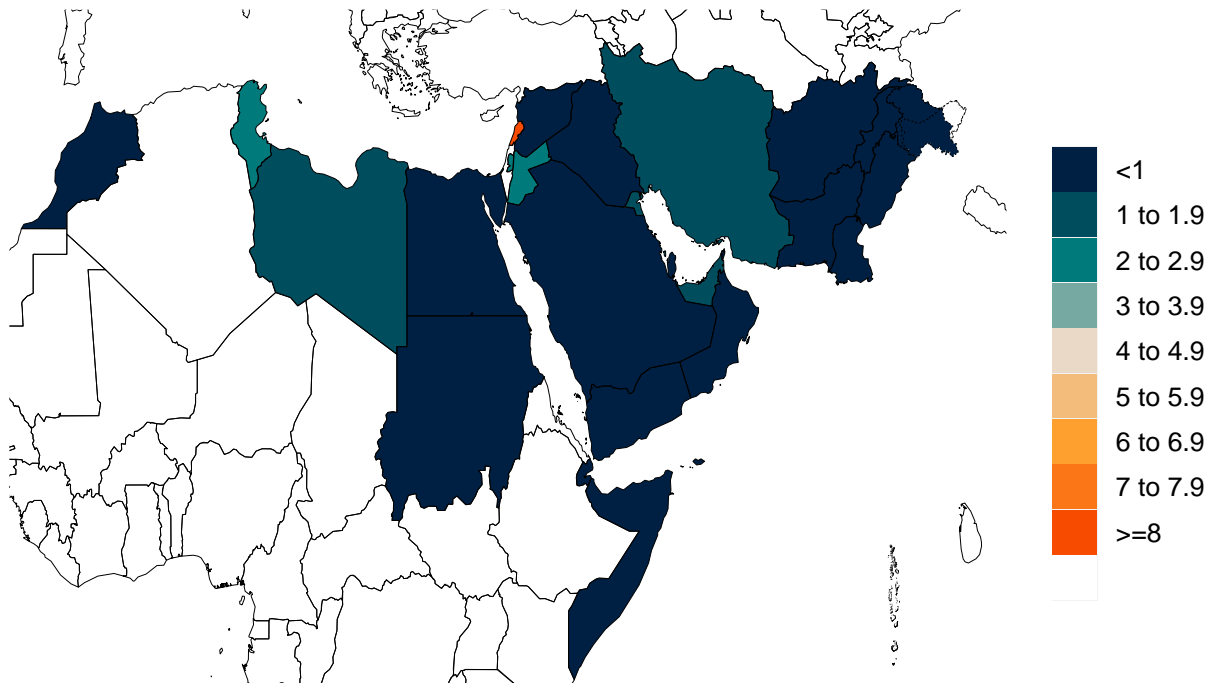 <1
1 to 1.9
2 to 2.9
3 to 3.9
4 to 4.9
5 to 5.9
6 to 6.9
7 to 7.9
>=8